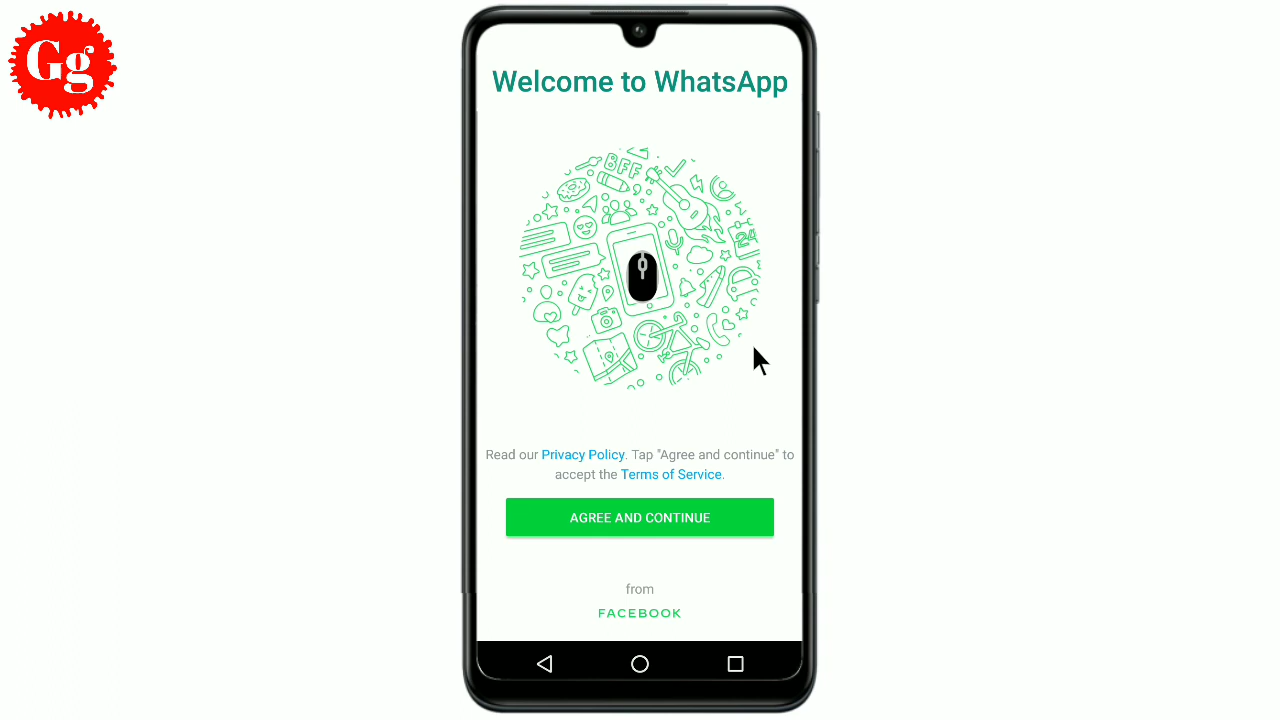 Gg
Welcome to WhatsApp
BFF
24
Read our Privacy Policy. Tap "Agree and continue" to
accept the Terms of Service.
AGREE AND CONTINUE
from
FACEBOOK